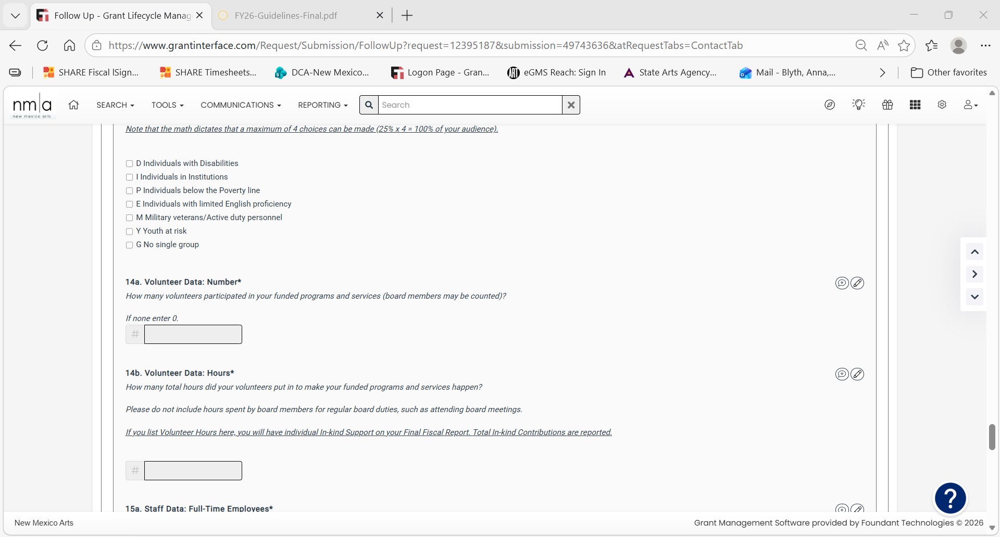 Follow Up - Grant Lifecycle Manag
FY26-Guidelines-Final.pdf
https://www.grantinterface.com/Request/Submission/FollowUp?request=12395187&submission=49743636&atRequestTabs=ContactTab
SHARE Fiscal lSign...
SHARE Timesheets...
DCA-New Mexico...
Logon Page - Gran...
eGMS Reach: Sign In
State Arts Agency...
Mail - Blyth, Anna,...
Other favorites
nm|a
new mexico arts
SEARCH
TOOLS
COMMUNICATIONS
REPORTING
Search
Note that the math dictates that a maximum of 4 choices can be made (25% x 4 = 100% of your audience).
D Individuals with Disabilities
I Individuals in Institutions
P Individuals below the Poverty line
E Individuals with limited English proficiency
M Military veterans/Active duty personnel
Y Youth at risk
G No single group
14a. Volunteer Data: Number*
How many volunteers participated in your funded programs and services (board members may be counted)?
If none enter 0.
#
14b. Volunteer Data: Hours*
How many total hours did your volunteers put in to make your funded programs and services happen?
Please do not include hours spent by board members for regular board duties, such as attending board meetings.
If you list Volunteer Hours here, you will have individual In-kind Support on your Final Fiscal Report. Total In-kind Contributions are reported.
#
15a. Staff Data: Full-Time Employees*
?
New Mexico Arts
Grant Management Software provided by Foundant Technologies © 2026